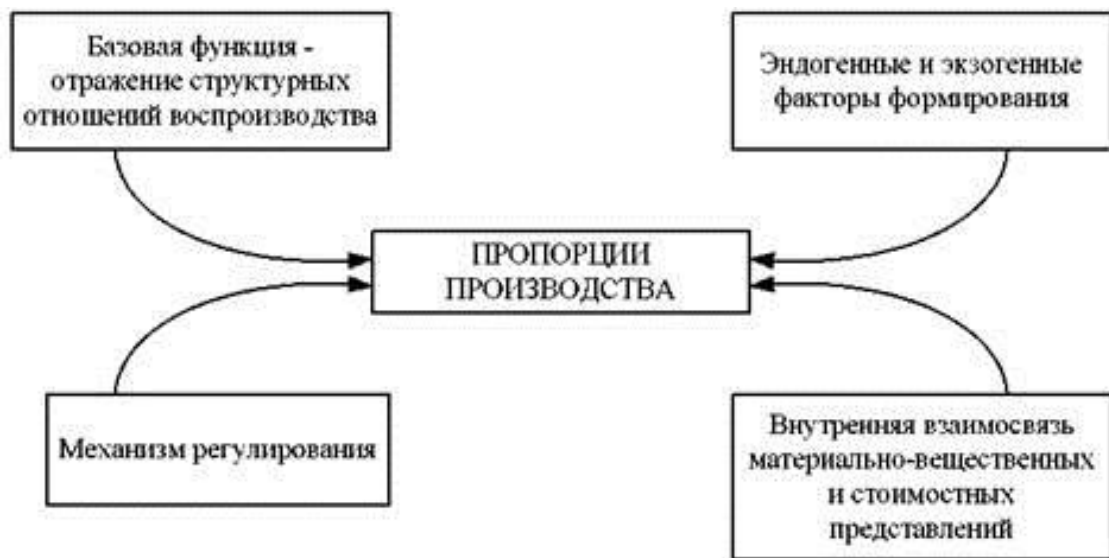 Базовая функция -
отражение структурных
отношений воспроизводства
Эндогенные и экзогенные
факторы формирования
ПРОПОРЦИИ
ПРОИЗВОДСТВА
Механизм регулирования
Внутренняя взаимосвязь
материально-вещественных
и стоимостных
представлений